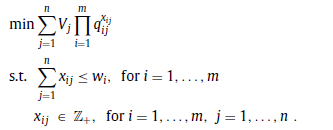 min ∑_{j=1}^{n} V_j ∏_{i=1}^{m} q_{ij}^{x_{ij}}
s.t. ∑_{j=1}^{n} x_{ij} ≤ w_i, for i = 1, . . . , m
x_{ij} ∈ ℤ_+, for i = 1, . . . , m, j = 1, . . . , n .